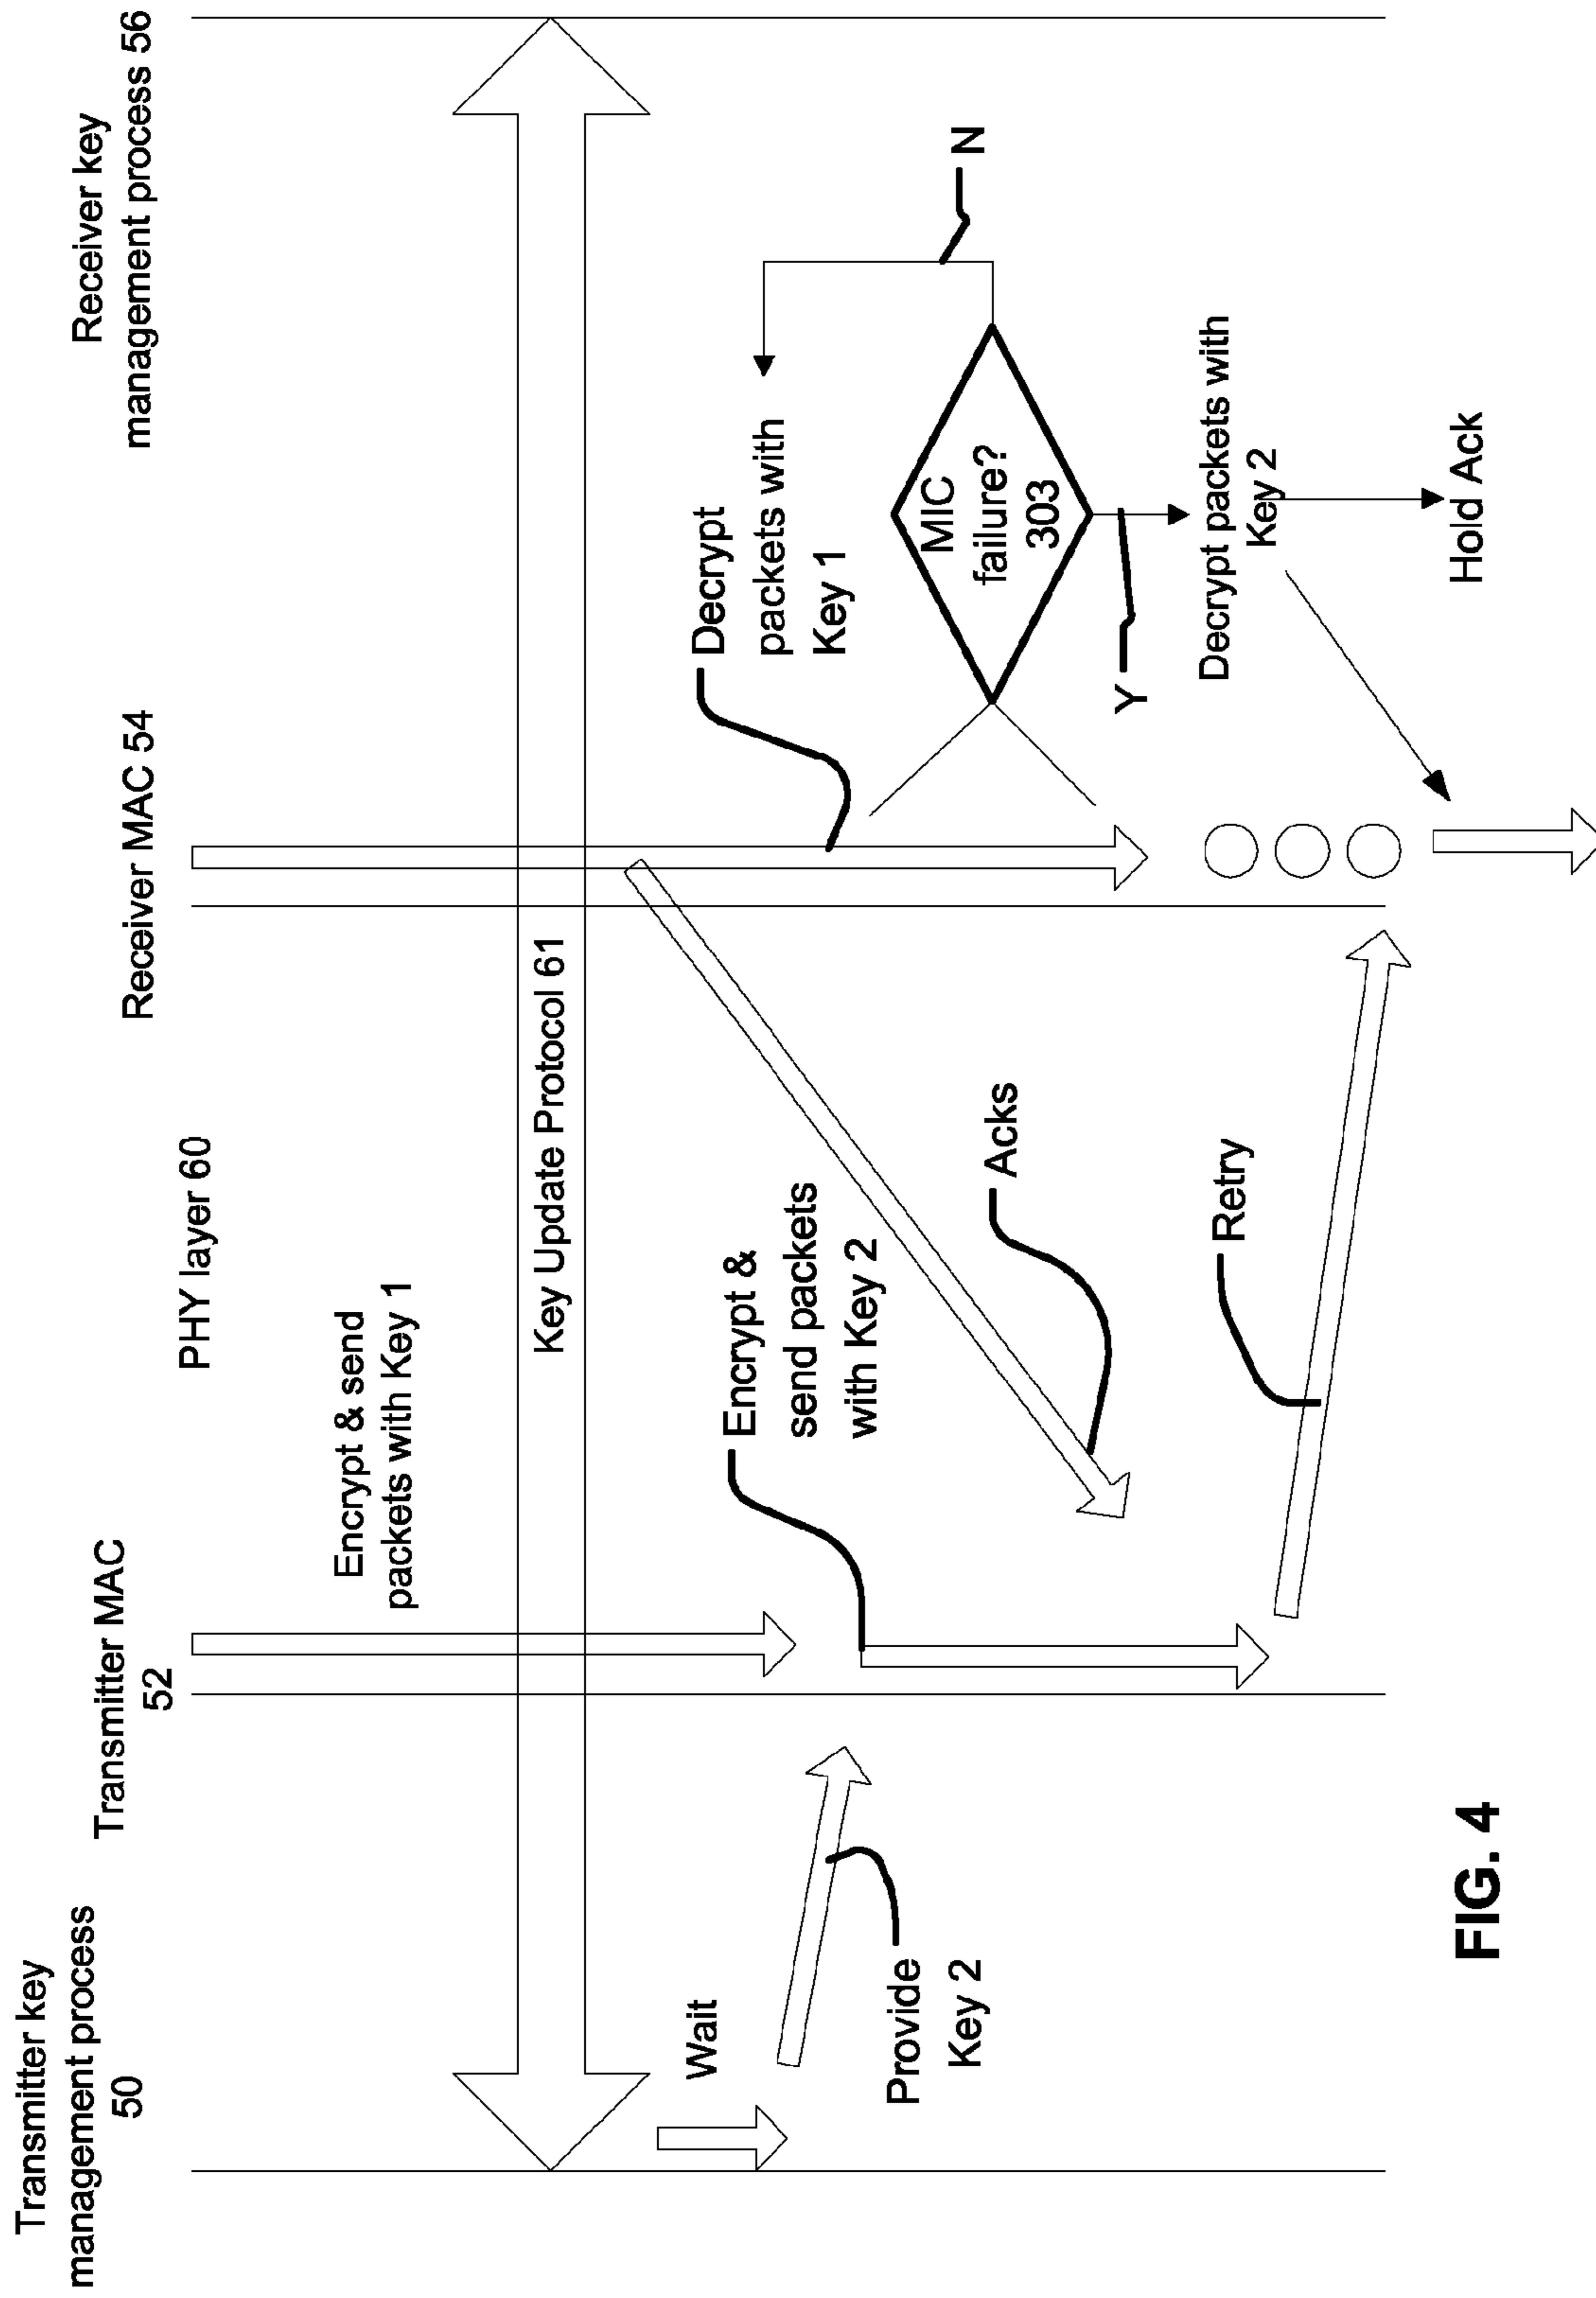 Transmitter key
management process
50
Transmitter MAC
52
PHY layer 60
Receiver MAC 54
Receiver key
management process 56
Encrypt & send
packets with Key 1
Key Update Protocol 61
Wait
Provide
Key 2
Encrypt &
send packets
with Key 2
Acks
Retry
Decrypt
packets with
Key 1
MIC
failure?
303
N
Y
Decrypt packets with
Key 2
Hold Ack
FIG. 4